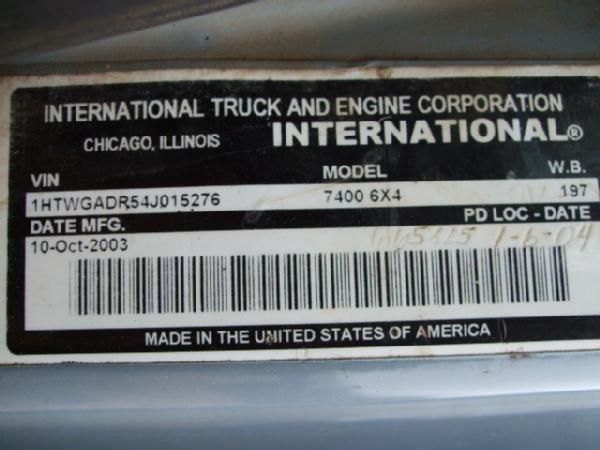 INTERNATIONAL TRUCK AND ENGINE CORPORATION
CHICAGO, ILLINOIS INTERNATIONAL®
VIN MODEL W.B.
1HTWGADR54J015276 7400 6X4 197
DATE MFG. PD LOC - DATE
10-Oct-2003 1-6-04
MADE IN THE UNITED STATES OF AMERICA